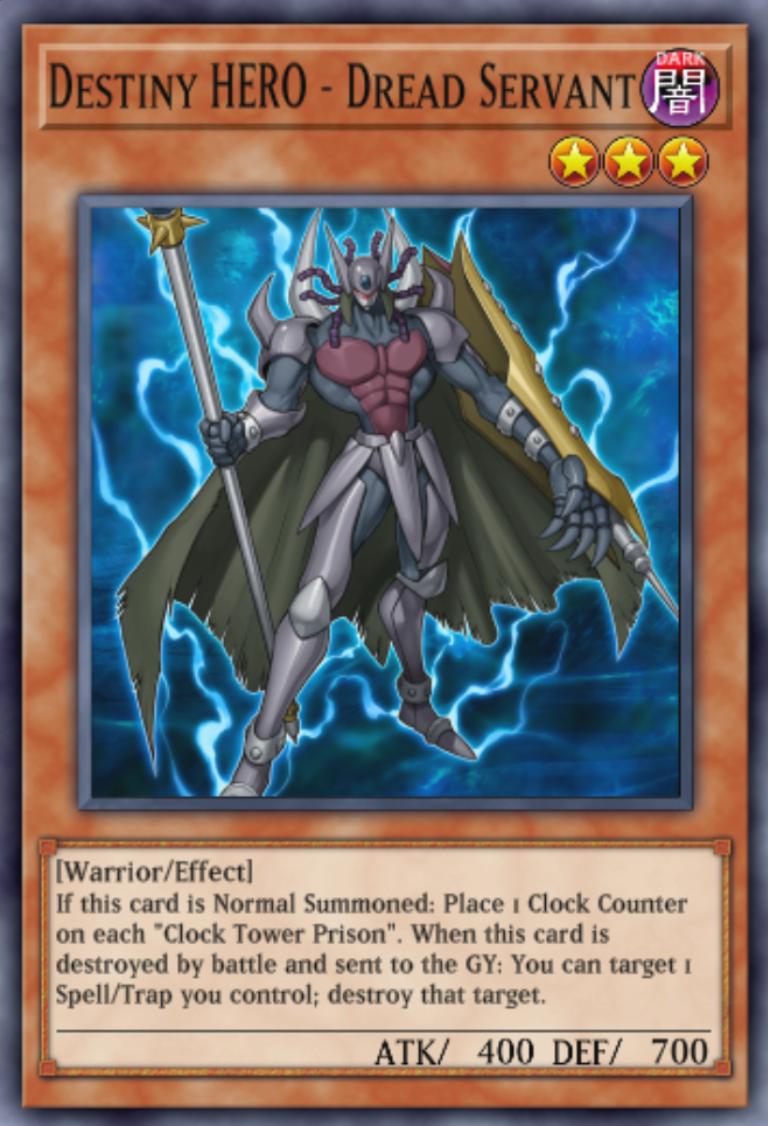 Destiny HERO - Dread Servant
DARK
闇
[Warrior/Effect]
If this card is Normal Summoned: Place 1 Clock Counter
on each "Clock Tower Prison". When this card is
destroyed by battle and sent to the GY: You can target 1
Spell/Trap you control; destroy that target.
ATK/ 400 DEF/ 700